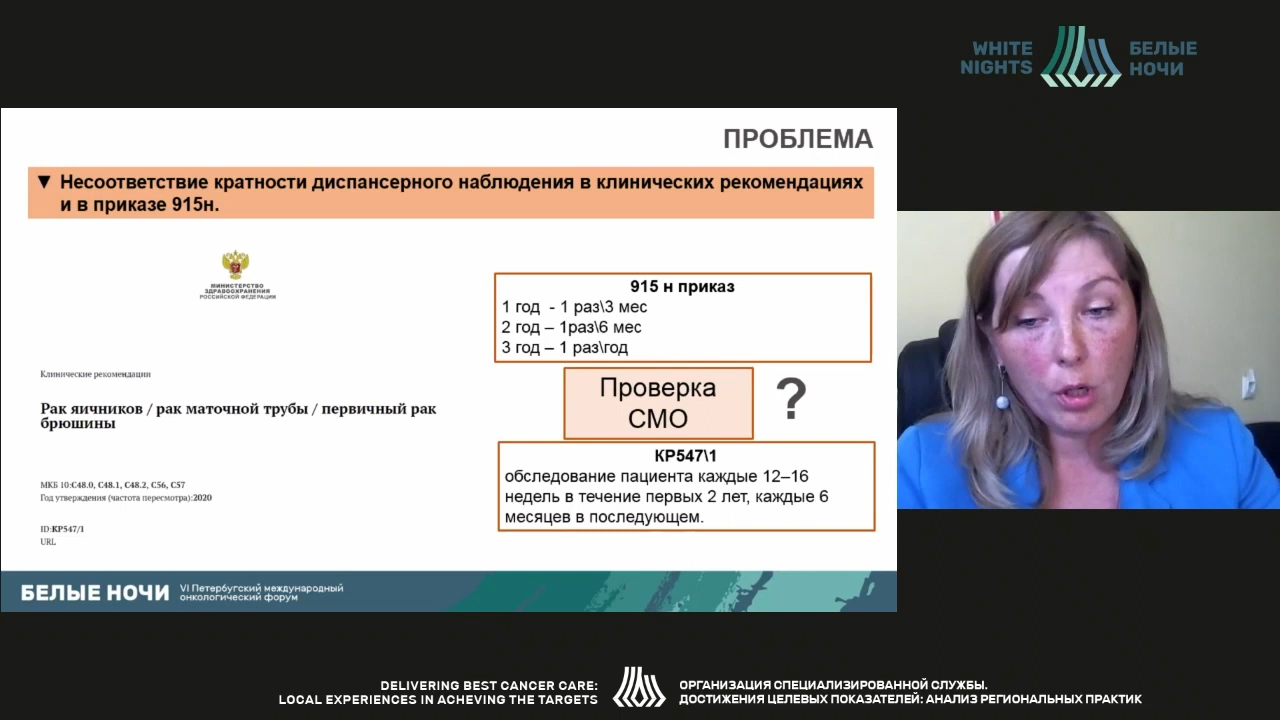 WHITE
NIGHTS
БЕЛЫЕ
НОЧИ
ПРОБЛЕМА
▼ Несоответствие кратности диспансерного наблюдения в клинических рекомендациях
и в приказе 915н.
МИНИСТЕРСТВО
ЗДРАВООХРАНЕНИЯ
РОССИЙСКОЙ ФЕДЕРАЦИИ
Клинические рекомендации
Рак яичников / рак маточной трубы / первичный рак
брюшины
МКБ 10:C48.0, C48.1, C48.2, C56, C57
Год утверждения (частота пересмотра):2020
ID:КР547/1
URL
915 н приказ
1 год - 1 раз\3 мес
2 год – 1раз\6 мес
3 год – 1 раз\год
Проверка
СМО
?
КР547\1
обследование пациента каждые 12–16
недель в течение первых 2 лет, каждые 6
месяцев в последующем.
БЕЛЫЕ НОЧИ
VI Петербугский международный
онкологический форум
DELIVERING BEST CANCER CARE:
LOCAL EXPERIENCES IN ACHEVING THE TARGETS
ОРГАНИЗАЦИЯ СПЕЦИАЛИЗИРОВАННОЙ СЛУЖБЫ.
ДОСТИЖЕНИЯ ЦЕЛЕВЫХ ПОКАЗАТЕЛЕЙ: АНАЛИЗ РЕГИОНАЛЬНЫХ ПРАКТИК